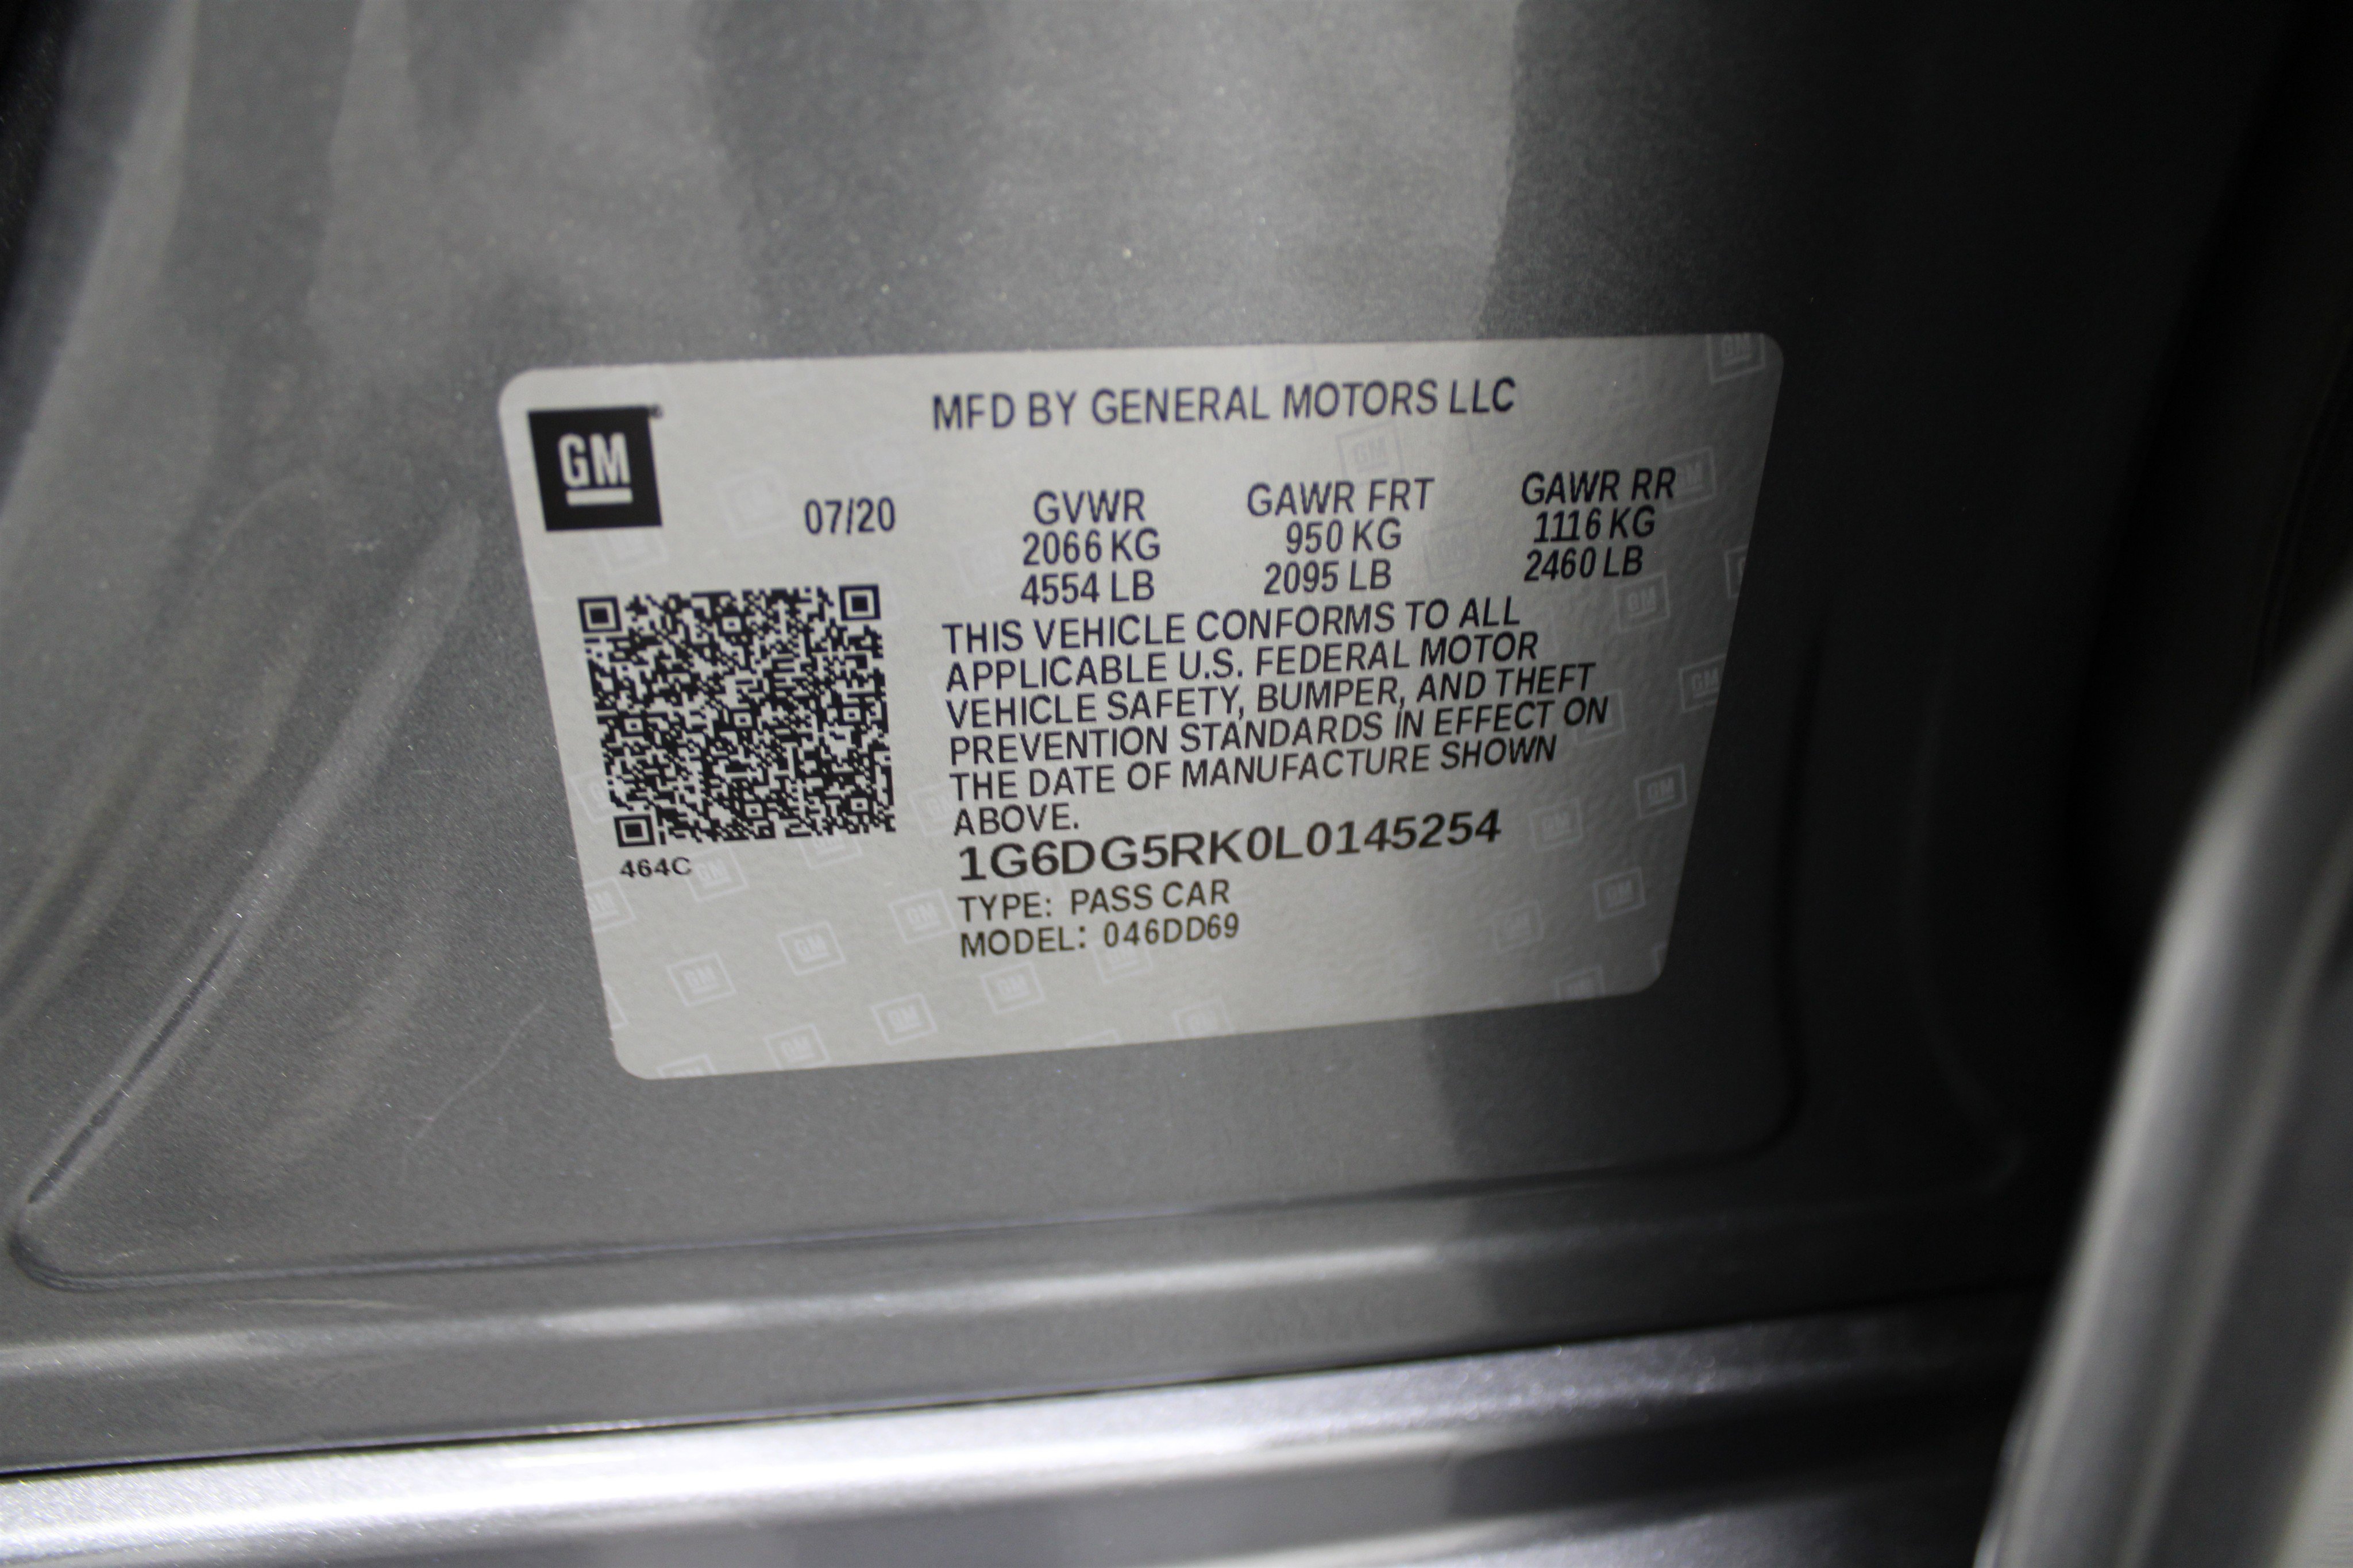 MFD BY GENERAL MOTORS LLC
GM
07/20
GVWR GAWR FRT GAWR RR
2066 KG 950 KG 1116 KG
4554 LB 2095 LB 2460 LB
THIS VEHICLE CONFORMS TO ALL
APPLICABLE U.S. FEDERAL MOTOR
VEHICLE SAFETY, BUMPER, AND THEFT
PREVENTION STANDARDS IN EFFECT ON
THE DATE OF MANUFACTURE SHOWN
ABOVE.
464C
1G6DG5RK0L0145254
TYPE: PASS CAR
MODEL: 046DD69